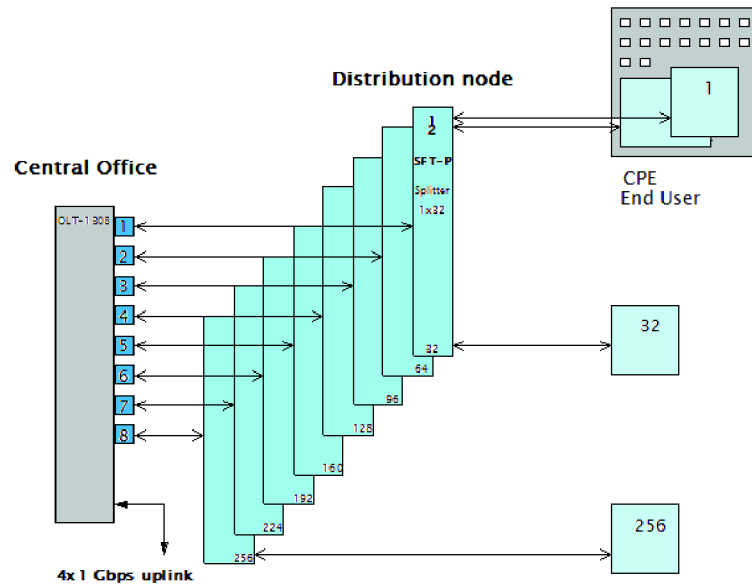 Distribution node
1
2
SFT-P
Splitter
1x32
1
CPE
End User
Central Office
OLT-1808
1
2
3
4
5
6
7
8
32
64
96
128
160
192
224
256
32
256
4x1 Gbps uplink